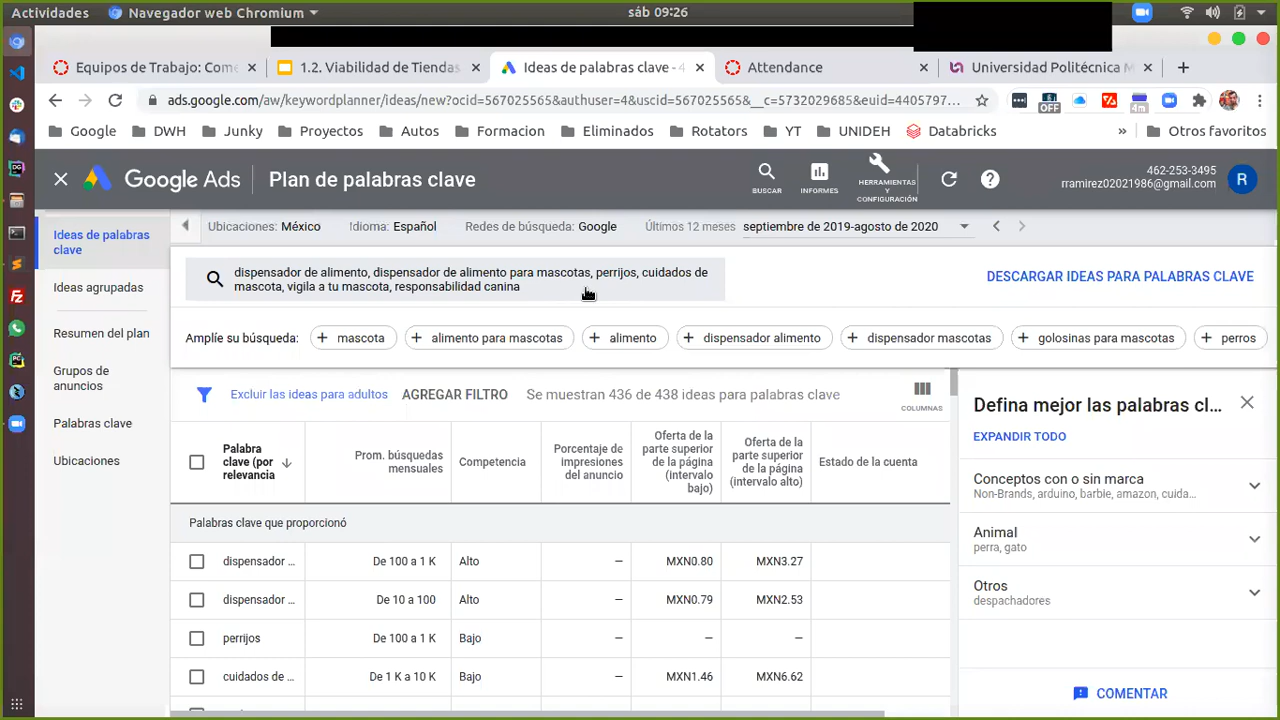 Actividades
Navegador web Chromium
sáb 09:26
Equipos de Trabajo: Come
1.2. Viabilidad de Tiendas
Ideas de palabras clave - 4
Attendance
Universidad Politécnica M
ads.google.com/aw/keywordplanner/ideas/new?ocid=567025565&authuser=4&uscid=567025565&__c=5732029685&euid=4405797...
OFF
4m
Google
DWH
Junky
Proyectos
Autos
Formacion
Eliminados
Rotators
YT
UNIDEH
Databricks
»
Otros favoritos
Google Ads
Plan de palabras clave
BUSCAR
INFORMES
HERRAMIENTAS
Y
CONFIGURACIÓN
462-253-3495
rramirez02021986@gmail.com
R
Ideas de palabras
clave
Ideas agrupadas
Resumen del plan
Grupos de
anuncios
Palabras clave
Ubicaciones
Ubicaciones: México
Idioma: Español
Redes de búsqueda: Google
Últimos 12 meses
septiembre de 2019-agosto de 2020
dispensador de alimento, dispensador de alimento para mascotas, perrijos, cuidados de
mascota, vigila a tu mascota, responsabilidad canina
DESCARGAR IDEAS PARA PALABRAS CLAVE
Amplíe su búsqueda:
+ mascota
+ alimento para mascotas
+ alimento
+ dispensador alimento
+ dispensador mascotas
+ golosinas para mascotas
+ perros
Excluir las ideas para adultos
AGREGAR FILTRO
Se muestran 436 de 438 ideas para palabras clave
COLUMNAS
Palabra
clave (por
relevancia
Prom. búsquedas
mensuales
Competencia
Porcentaje de
impresiones
del anuncio
Oferta de la
parte superior
de la página
(intervalo
bajo)
Oferta de la
parte superior
de la página
(intervalo alto)
Estado de la cuenta
Palabras clave que proporcionó
dispensador ...
De 100 a 1 K
Alto
—
MXN0.80
MXN3.27
dispensador ...
De 10 a 100
Alto
—
MXN0.79
MXN2.53
perrijos
De 100 a 1 K
Bajo
—
—
—
cuidados de ...
De 1 K a 10 K
Bajo
—
MXN1.46
MXN6.62
Defina mejor las palabras cl...
EXPANDIR TODO
Conceptos con o sin marca
Non-Brands, arduino, barbie, amazon, cuida...
Animal
perra, gato
Otros
despachadores
COMENTAR